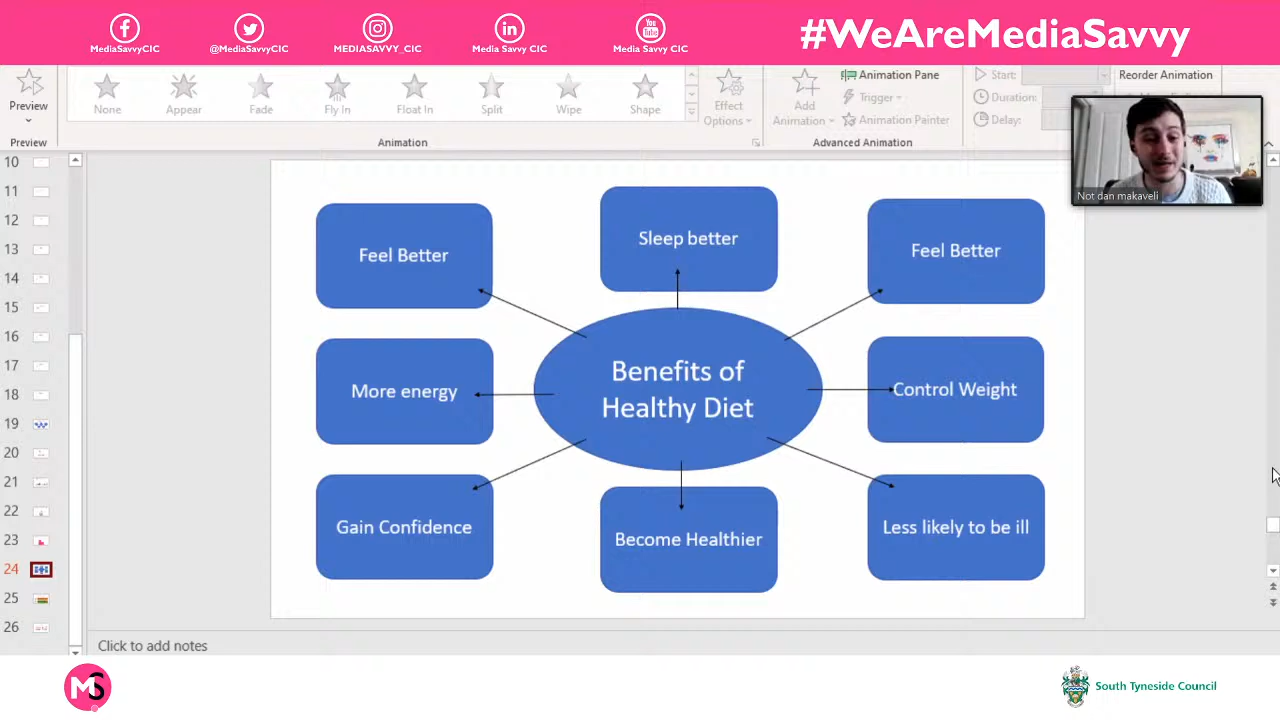 MediaSavvyCIC
@MediaSavvyCIC
MEDIASAVVY_CIC
Media Savvy CIC
You Tube
Media Savvy CIC
#WeAreMediaSavvy
Preview
Preview
None
Appear
Fade
Fly In
Float In
Split
Wipe
Shape
Animation
Effect
Options
Add
Animation
Animation Pane
Trigger
Animation Painter
Advanced Animation
Start:
Duration:
Delay:
Reorder Animation
Not dan makaveli
10
11
12
13
14
15
16
17
18
19
20
21
22
23
24
25
26
Feel Better
Sleep better
Feel Better
More energy
Benefits of
Healthy Diet
Control Weight
Gain Confidence
Become Healthier
Less likely to be ill
Click to add notes
MS
South Tyneside Council